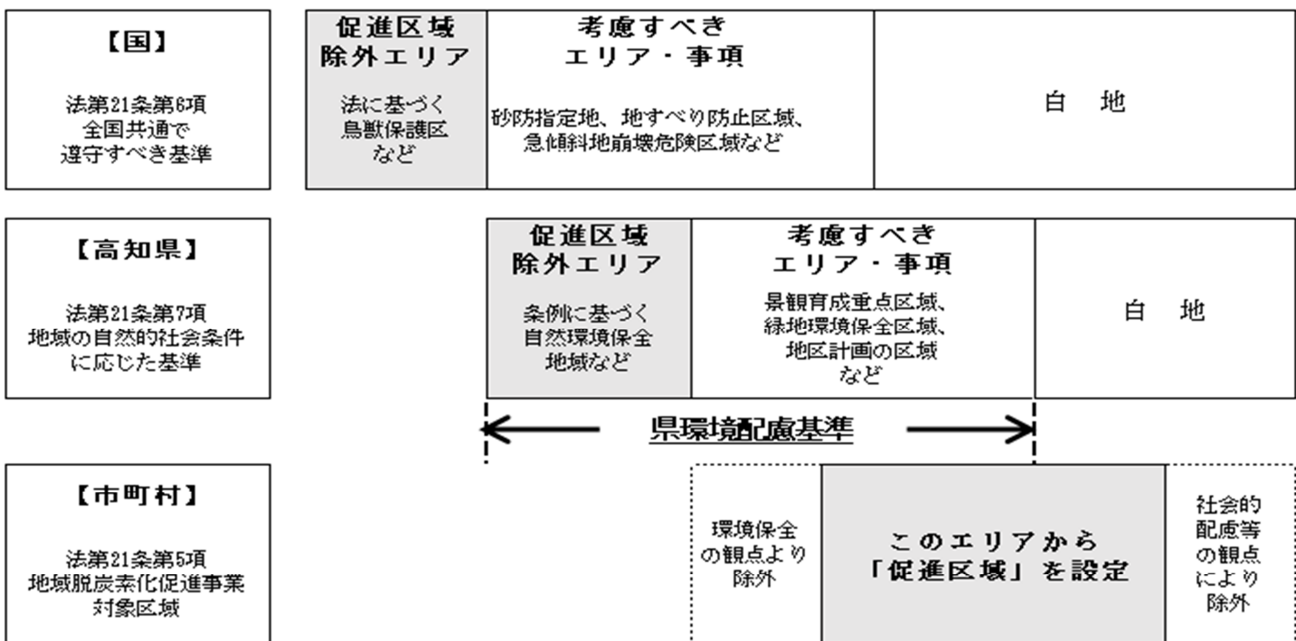 【国】
法第21条第6項
全国共通で
遵守すべき基準
促進区域
除外エリア
法に基づく
鳥獣保護区
など
考慮すべき
エリア・事項
砂防指定地、地すべり防止区域、
急傾斜地崩壊危険区域など
白 地
【高知県】
法第21条第7項
地域の自然的社会条件
に応じた基準
促進区域
除外エリア
条例に基づく
自然環境保全
地域など
考慮すべき
エリア・事項
景観育成重点区域、
緑地環境保全区域、
地区計画の区域
など
白 地
県環境配慮基準
【市町村】
法第21条第5項
地域脱炭素化促進事業
対象区域
環境保全
の観点より
除外
このエリアから
「促進区域」を設定
社会的
配慮等
の観点
により
除外